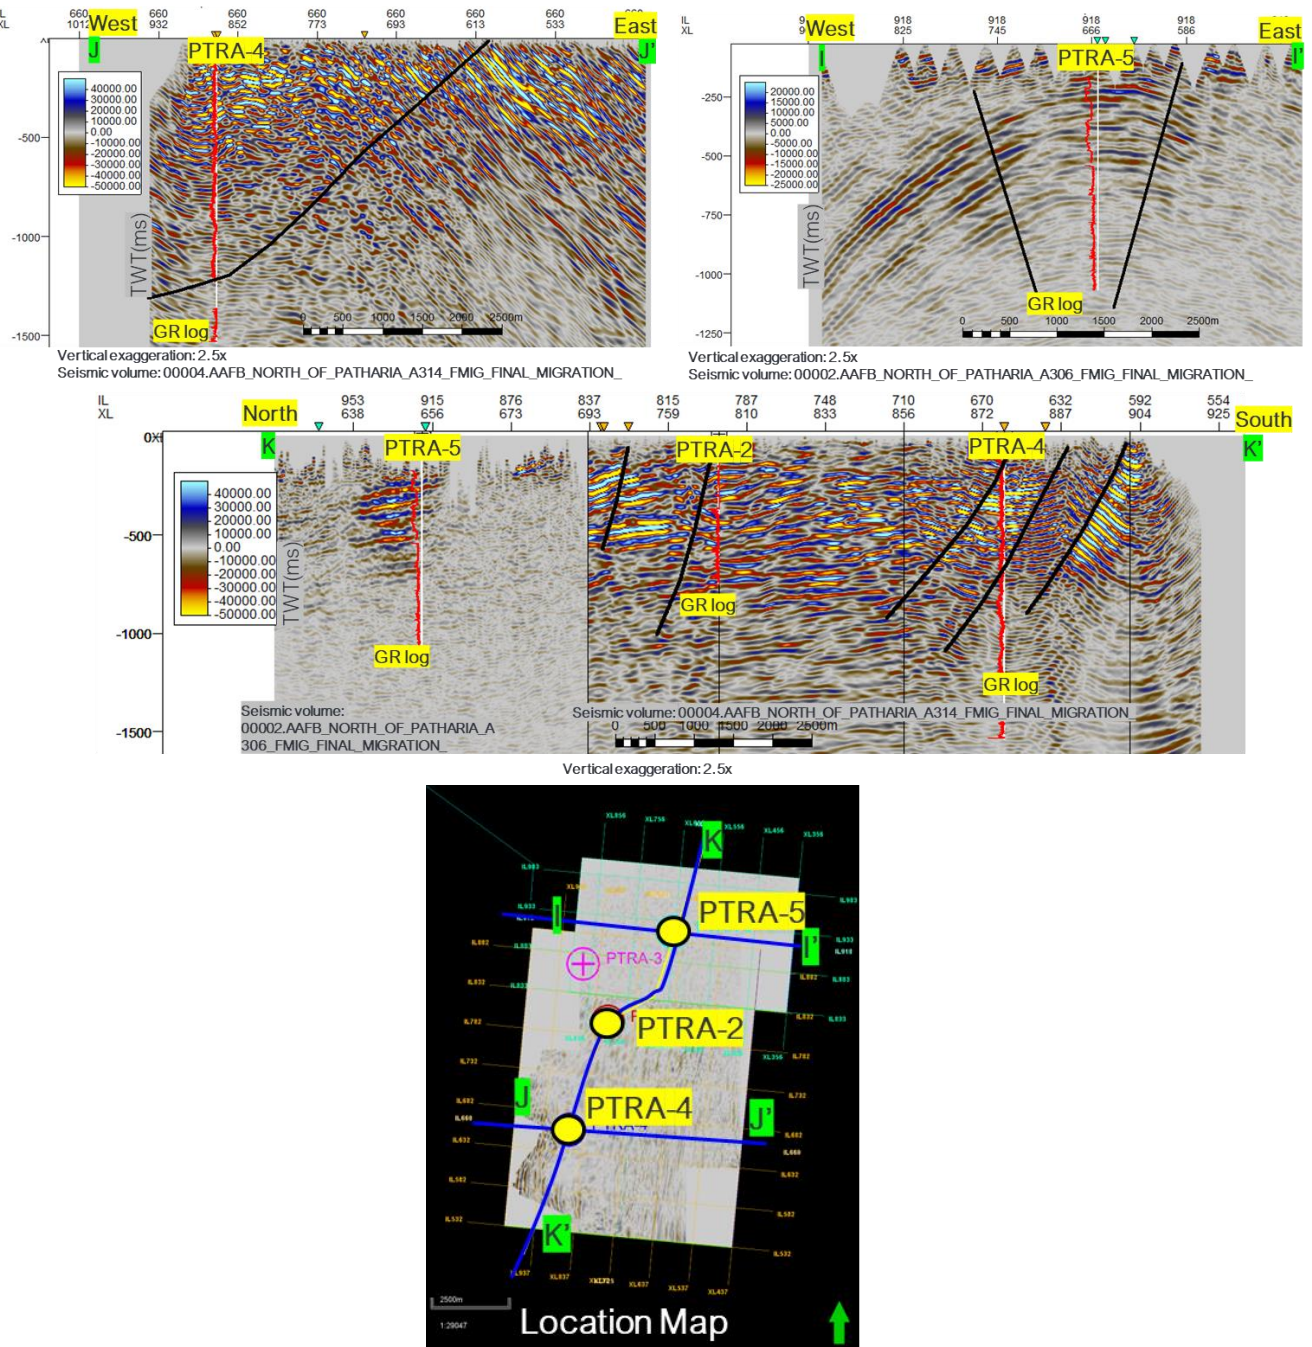 660 660 660 660 660 660 660
XL 932 852 773 693 613 533
West
East
J
PTRA-4
J'
40000.00
30000.00
20000.00
10000.00
0.00
-10000.00
-20000.00
-30000.00
-40000.00
-50000.00
-500
-1000
-1500
TWT(ms)
GR log
0 500 1000 1500 2000 2500m
Vertical exaggeration: 2.5x
Seismic volume: 00004.AAFB_NORTH_OF_PATHARIA_A314_FMIG_FINAL_MIGRATION_
IL 918 918 918 918
XL 825 745 666 586
West
East
I
PTRA-5
I'
20000.00
15000.00
10000.00
5000.00
0.00
-5000.00
-10000.00
-15000.00
-20000.00
-25000.00
-250
-500
-750
-1000
-1250
TWT(ms)
GR log
0 500 1000 1500 2000 2500m
Vertical exaggeration: 2.5x
Seismic volume: 00002.AAFB_NORTH_OF_PATHARIA_A306_FMIG_FINAL_MIGRATION_
IL 953 915 876 837 815 787 748 710 670 632 592 554
XL 638 656 673 693 759 810 833 856 872 887 904 925
North
South
K
PTRA-5
PTRA-2
PTRA-4
K'
40000.00
30000.00
20000.00
10000.00
0.00
-10000.00
-20000.00
-30000.00
-40000.00
-50000.00
-500
-1000
-1500
TWT(ms)
GR log
GR log
GR log
Seismic volume:
00002.AAFB_NORTH_OF_PATHARIA_A
306_FMIG_FINAL_MIGRATION_
Seismic volume: 00004.AAFB_NORTH_OF_PATHARIA_A314_FMIG_FINAL_MIGRATION_
0 500 1000 1500 2000 2500m
Vertical exaggeration: 2.5x
K
PTRA-5
I
I'
PTRA-3
PTRA-2
J
PTRA-4
J'
K'
2500m
1:29047
Location Map